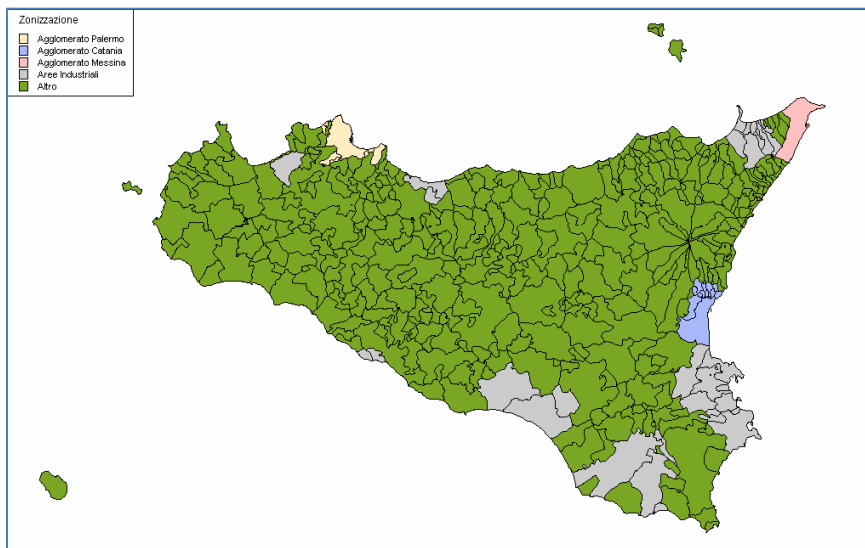 Zonizzazione
Agglomerato Palermo
Agglomerato Catania
Agglomerato Messina
Aree Industriali
Altro